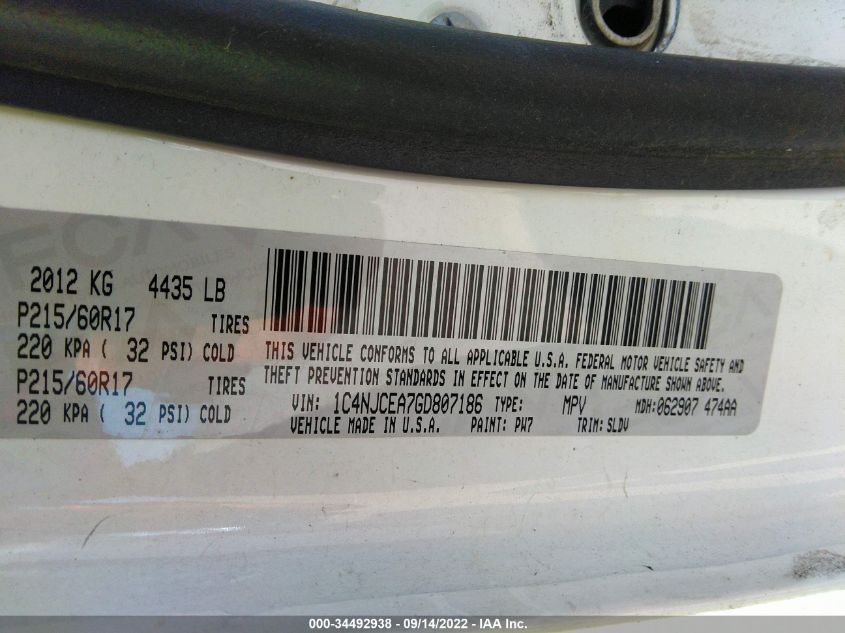 2012 KG 4435 LB
P215/60R17 TIRES
220 KPA ( 32 PSI) COLD
P215/60R17 TIRES
220 KPA ( 32 PSI) COLD
THIS VEHICLE CONFORMS TO ALL APPLICABLE U.S.A. FEDERAL MOTOR VEHICLE SAFETY AND
THEFT PREVENTION STANDARDS IN EFFECT ON THE DATE OF MANUFACTURE SHOWN ABOVE.
VIN: 1C4NJCEA7GD807186 TYPE: MPV MDH:062907 474AA
VEHICLE MADE IN U.S.A. PAINT: PW7 TRIM: SLDV
000-34492938 - 09/14/2022 - IAA Inc.